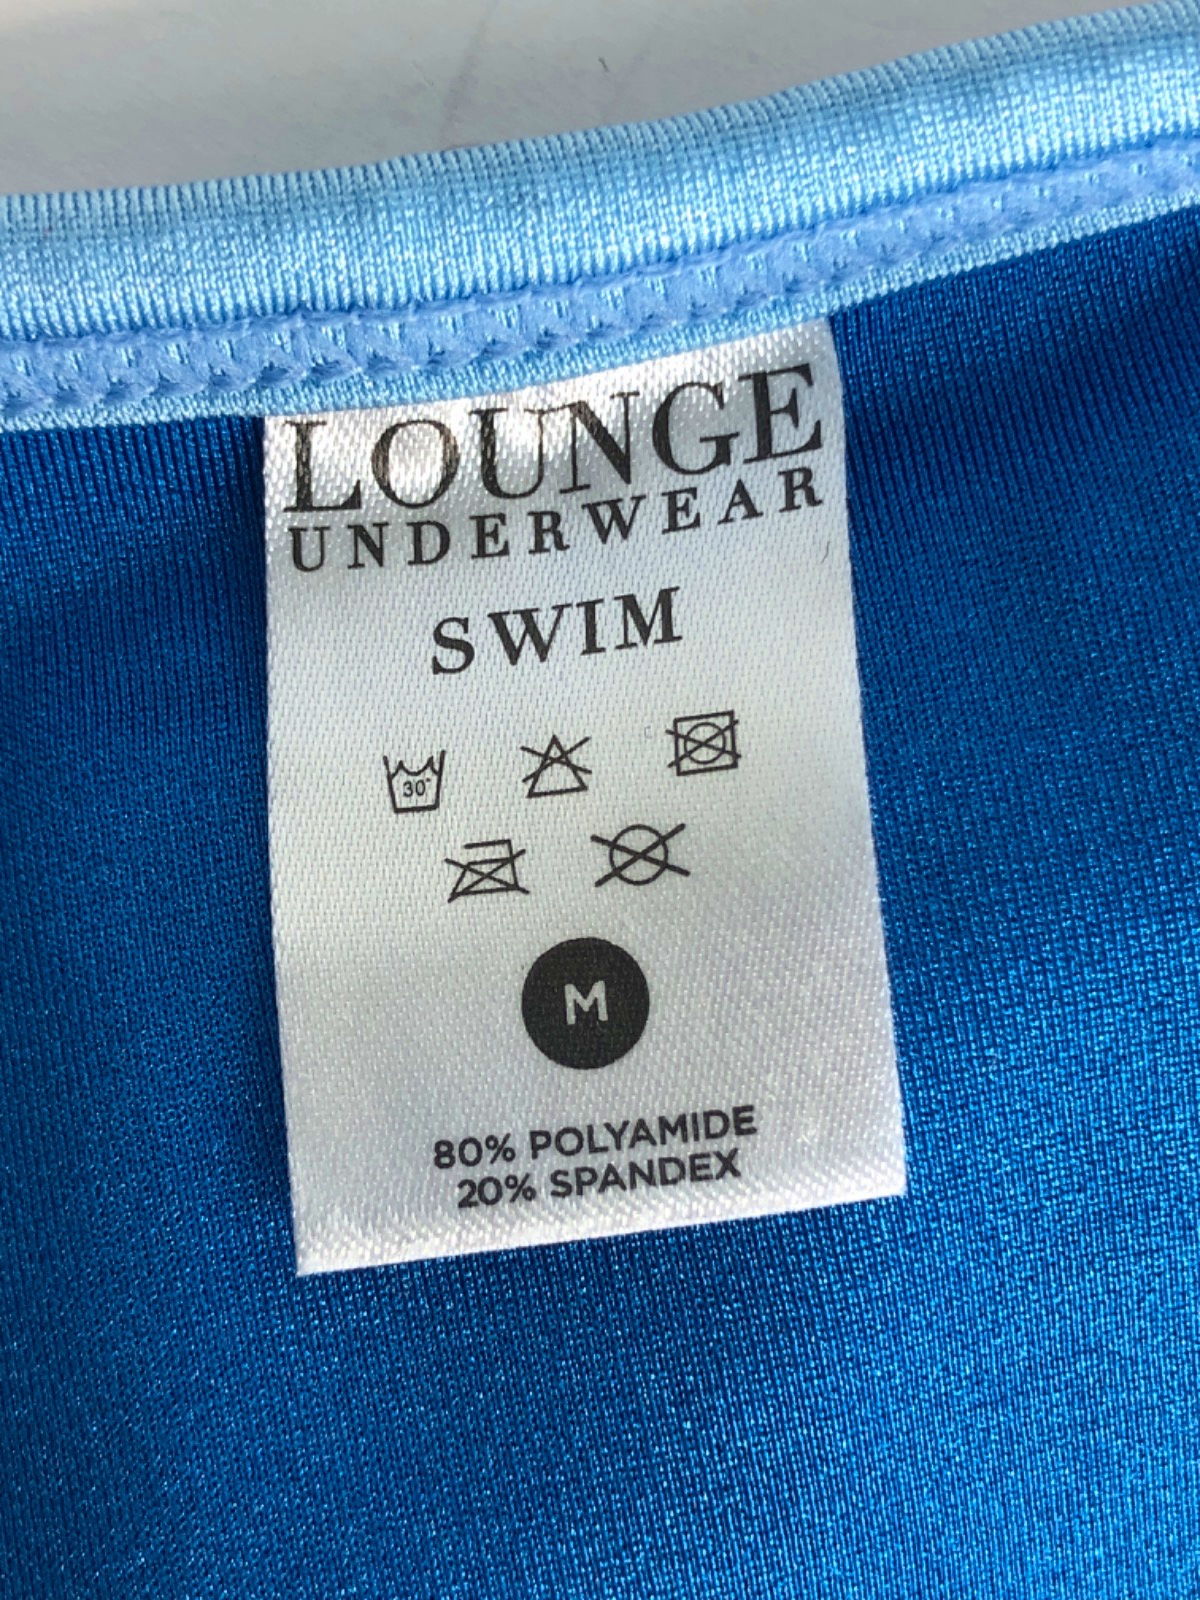 LOUNGE
UNDERWEAR
SWIM
30°
M
80% POLYAMIDE
20% SPANDEX